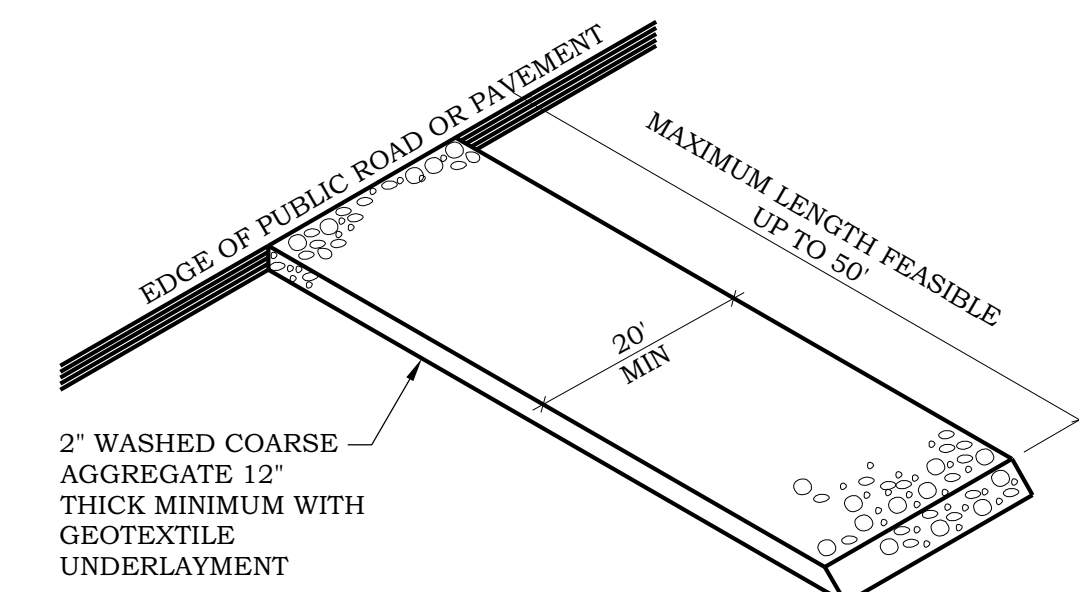 EDGE OF PUBLIC ROAD OR PAVEMENT
MAXIMUM LENGTH FEASIBLE
UP TO 50'
20'
MIN
2" WASHED COARSE
AGGREGATE 12"
THICK MINIMUM WITH
GEOTEXTILE
UNDERLAYMENT